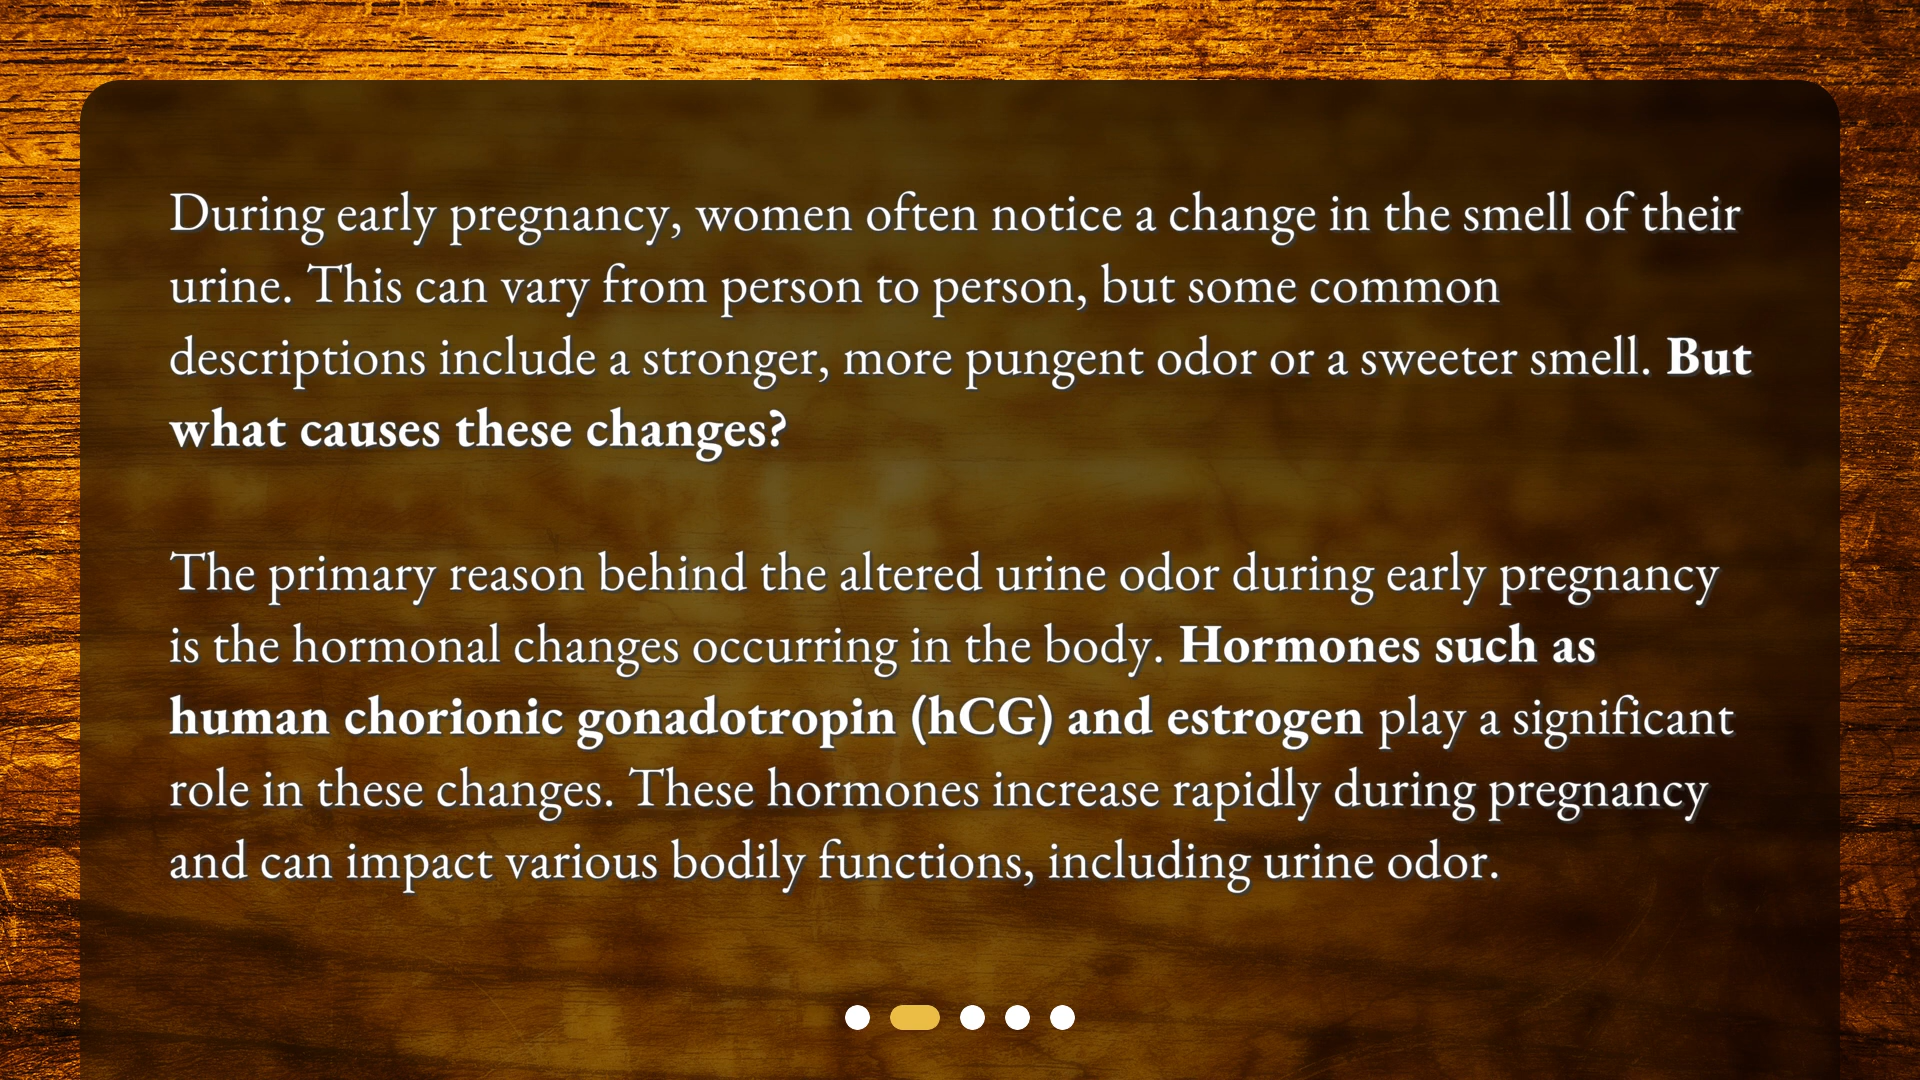 During early pregnancy, women often notice a change in the smell of their
urine. This can vary from person to person, but some common
descriptions include a stronger, more pungent odor or a sweeter smell. But
what causes these changes?
The primary reason behind the altered urine odor during early pregnancy
is the hormonal changes occurring in the body. Hormones such as
human chorionic gonadotropin (hCG) and estrogen play a significant
role in these changes. These hormones increase rapidly during pregnancy
and can impact various bodily functions, including urine odor.